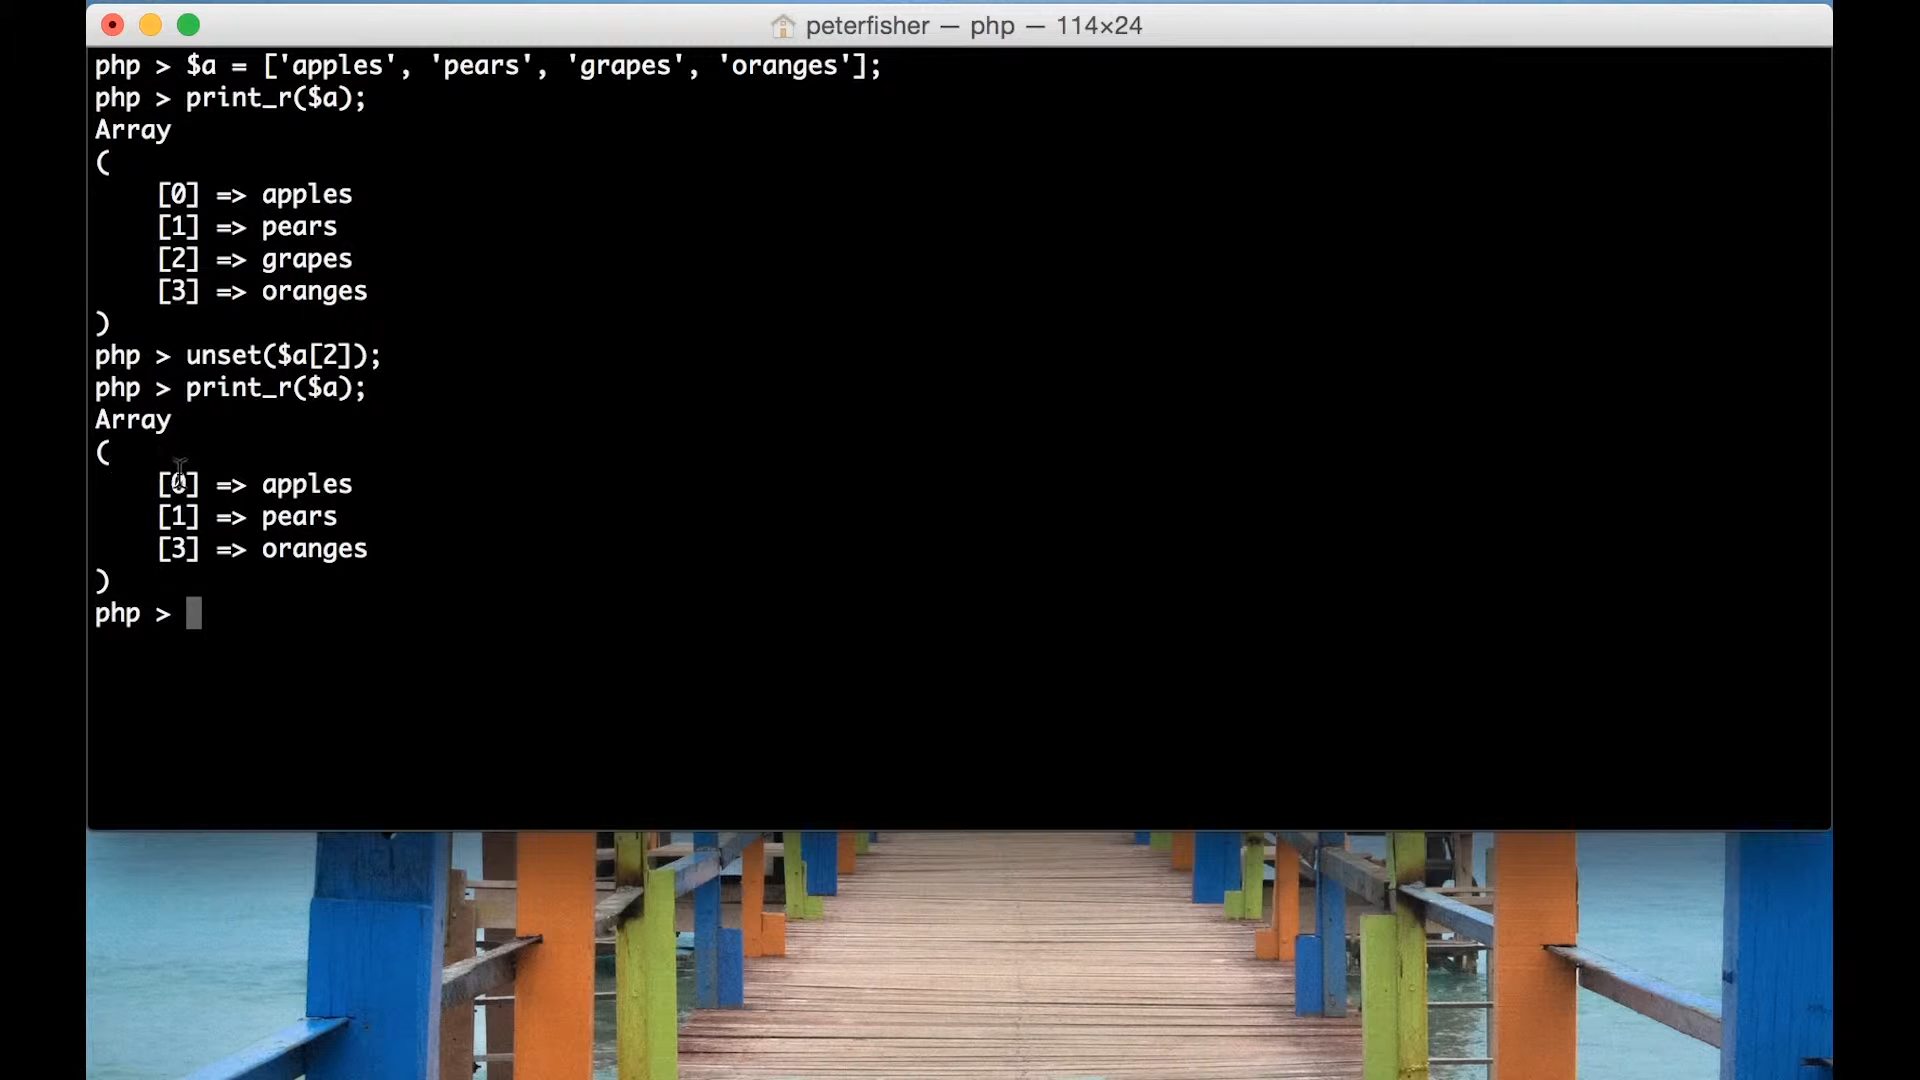 peterfisher — php — 114×24
php > $a = ['apples', 'pears', 'grapes', 'oranges'];
php > print_r($a);
Array
(
    [0] => apples
    [1] => pears
    [2] => grapes
    [3] => oranges
)
php > unset($a[2]);
php > print_r($a);
Array
(
    [0] => apples
    [1] => pears
    [3] => oranges
)
php >